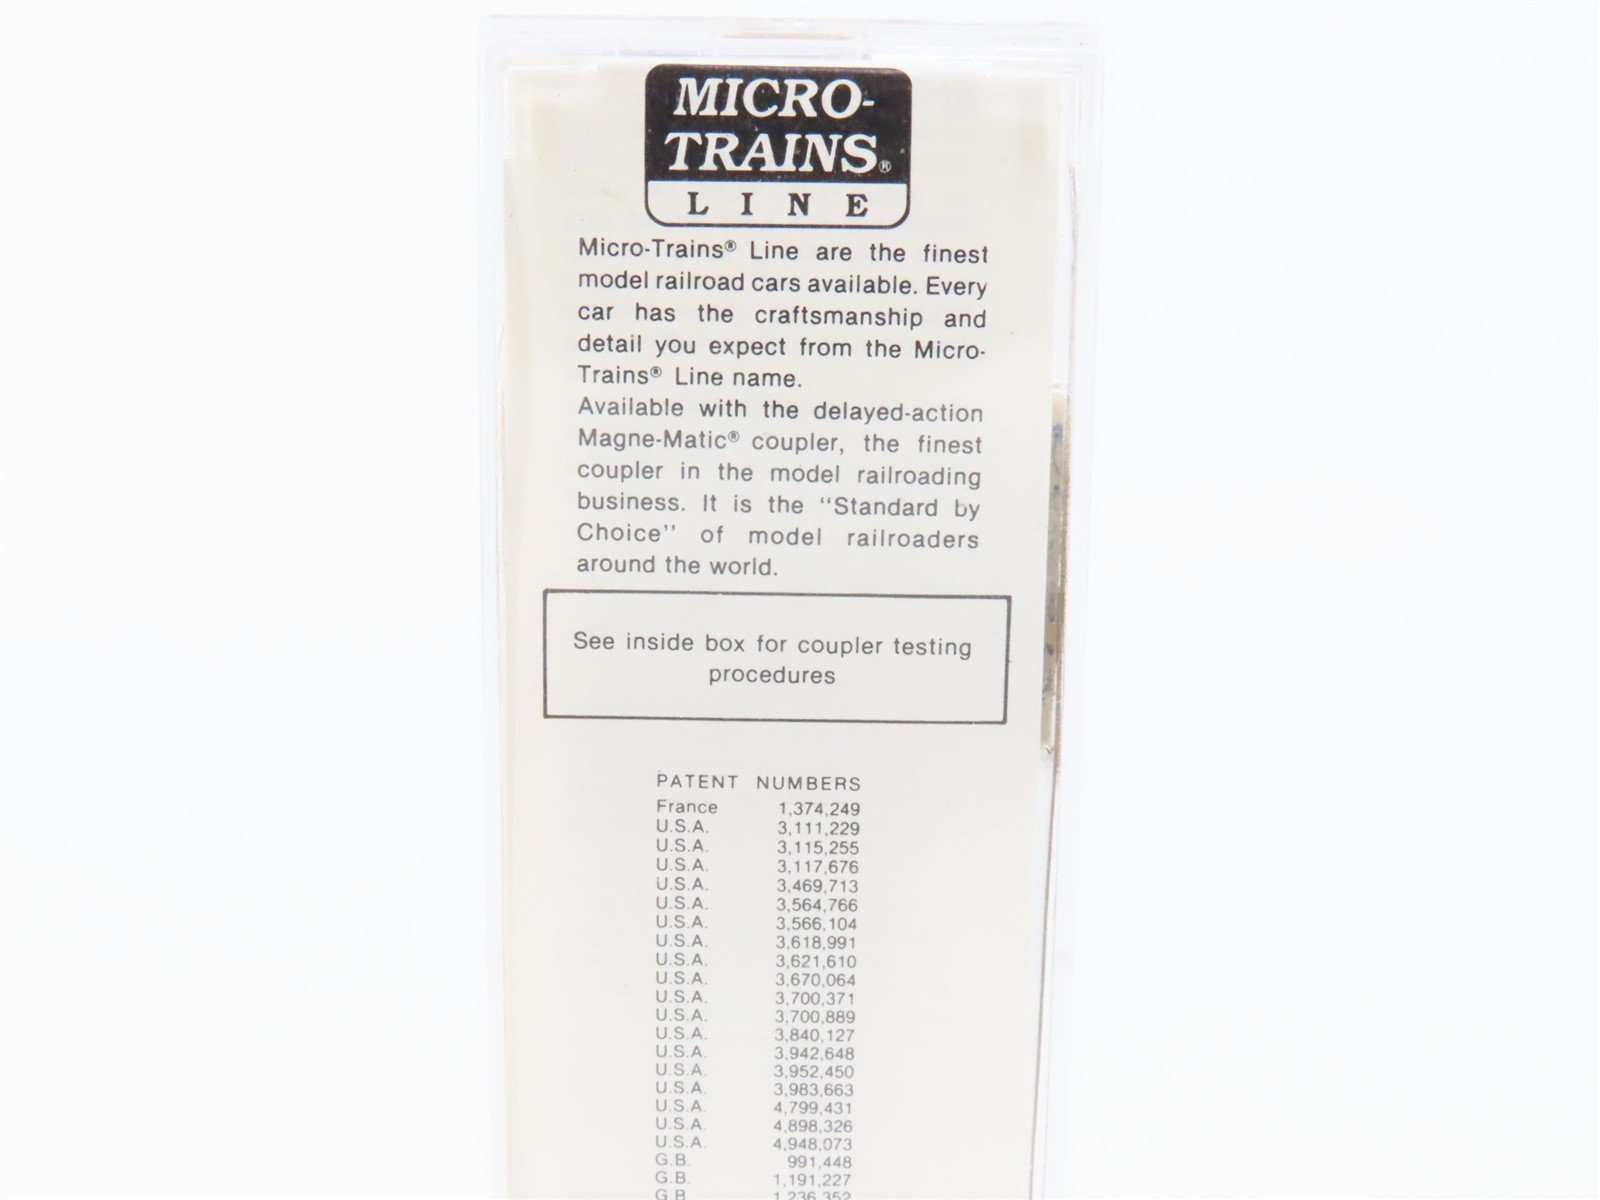 MICRO-
TRAINS®
LINE
Micro-Trains® Line are the finest
model railroad cars available. Every
car has the craftsmanship and
detail you expect from the Micro-
Trains® Line name.
Available with the delayed-action
Magne-Matic® coupler, the finest
coupler in the model railroading
business. It is the "Standard by
Choice" of model railroaders
around the world.
See inside box for coupler testing
procedures
PATENT NUMBERS
France 1,374,249
U.S.A. 3,111,229
U.S.A. 3,115,255
U.S.A. 3,117,676
U.S.A. 3,469,713
U.S.A. 3,564,766
U.S.A. 3,566,104
U.S.A. 3,618,991
U.S.A. 3,621,610
U.S.A. 3,670,064
U.S.A. 3,700,371
U.S.A. 3,700,889
U.S.A. 3,840,127
U.S.A. 3,942,648
U.S.A. 3,952,450
U.S.A. 3,983,663
U.S.A. 4,799,431
U.S.A. 4,898,326
U.S.A. 4,948,073
G.B. 991,448
G.B. 1,191,227
G.B. 1,236,352